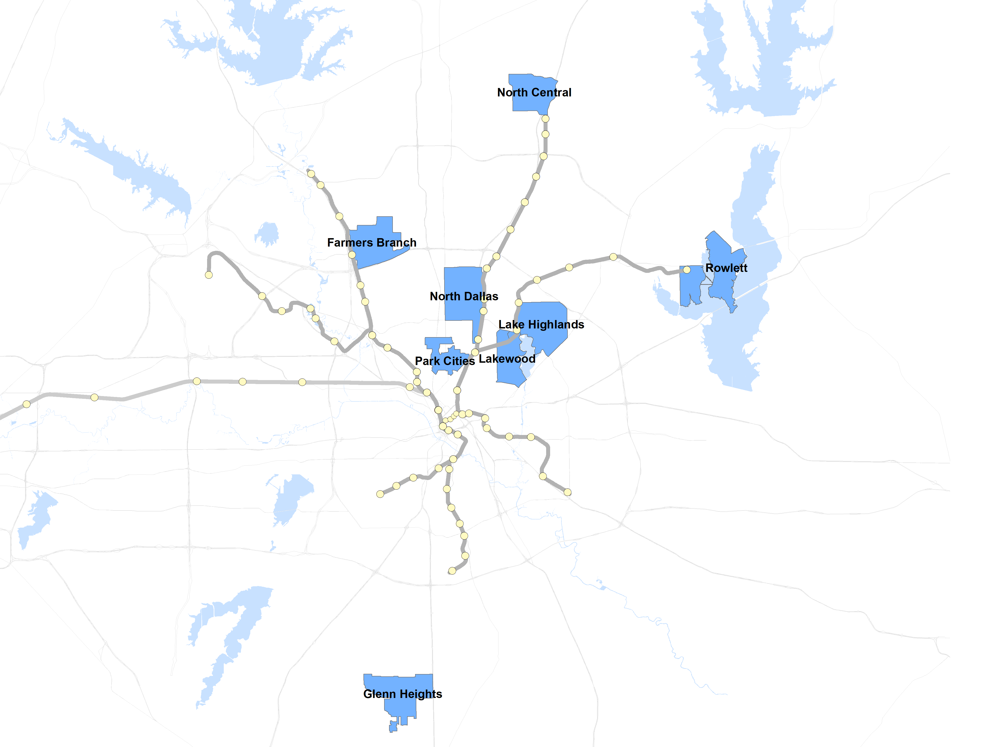 North Central
Farmers Branch
Rowlett
North Dallas
Lake Highlands
Park Cities
Lakewood
Glenn Heights